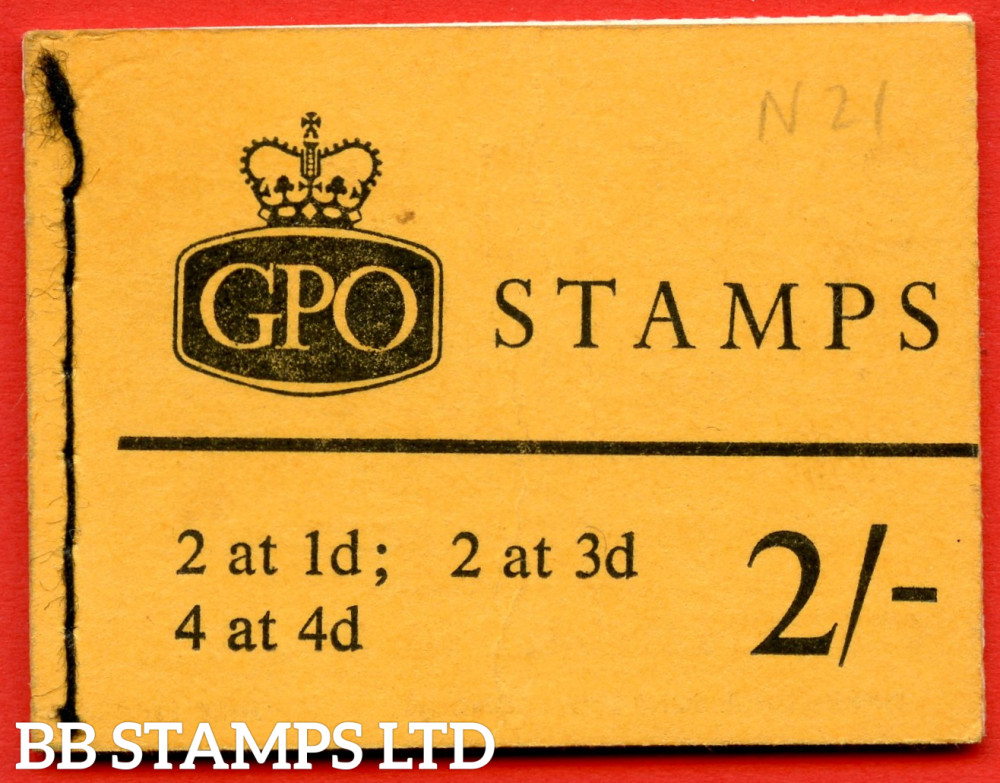 N21
GPO
STAMPS
2 at 1d; 2 at 3d
4 at 4d
2/-
BB STAMPS LTD